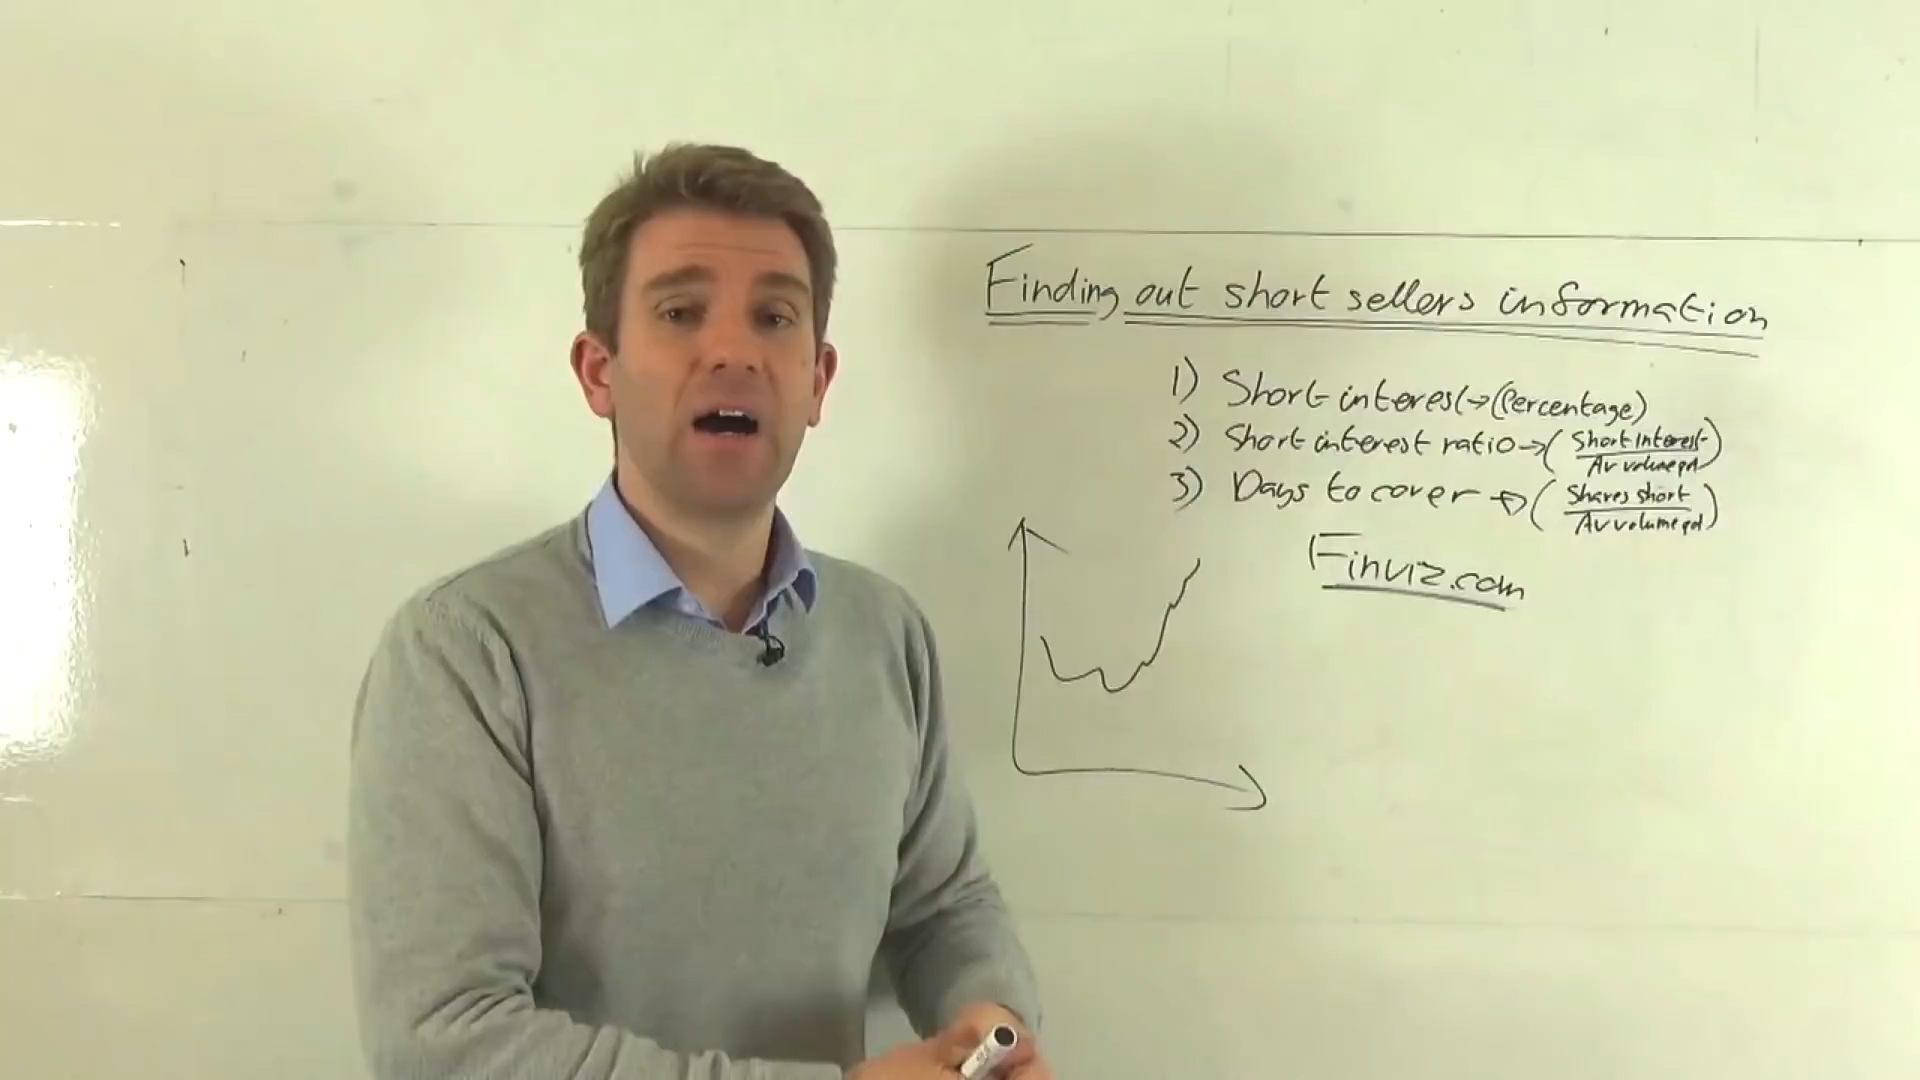 Finding out short sellers information
1) Short interest → (Percentage)
2) Short interest ratio → (Short Interest / Av volume pd)
3) Days to cover → (Shares short / Av volume pd)
Finviz.com